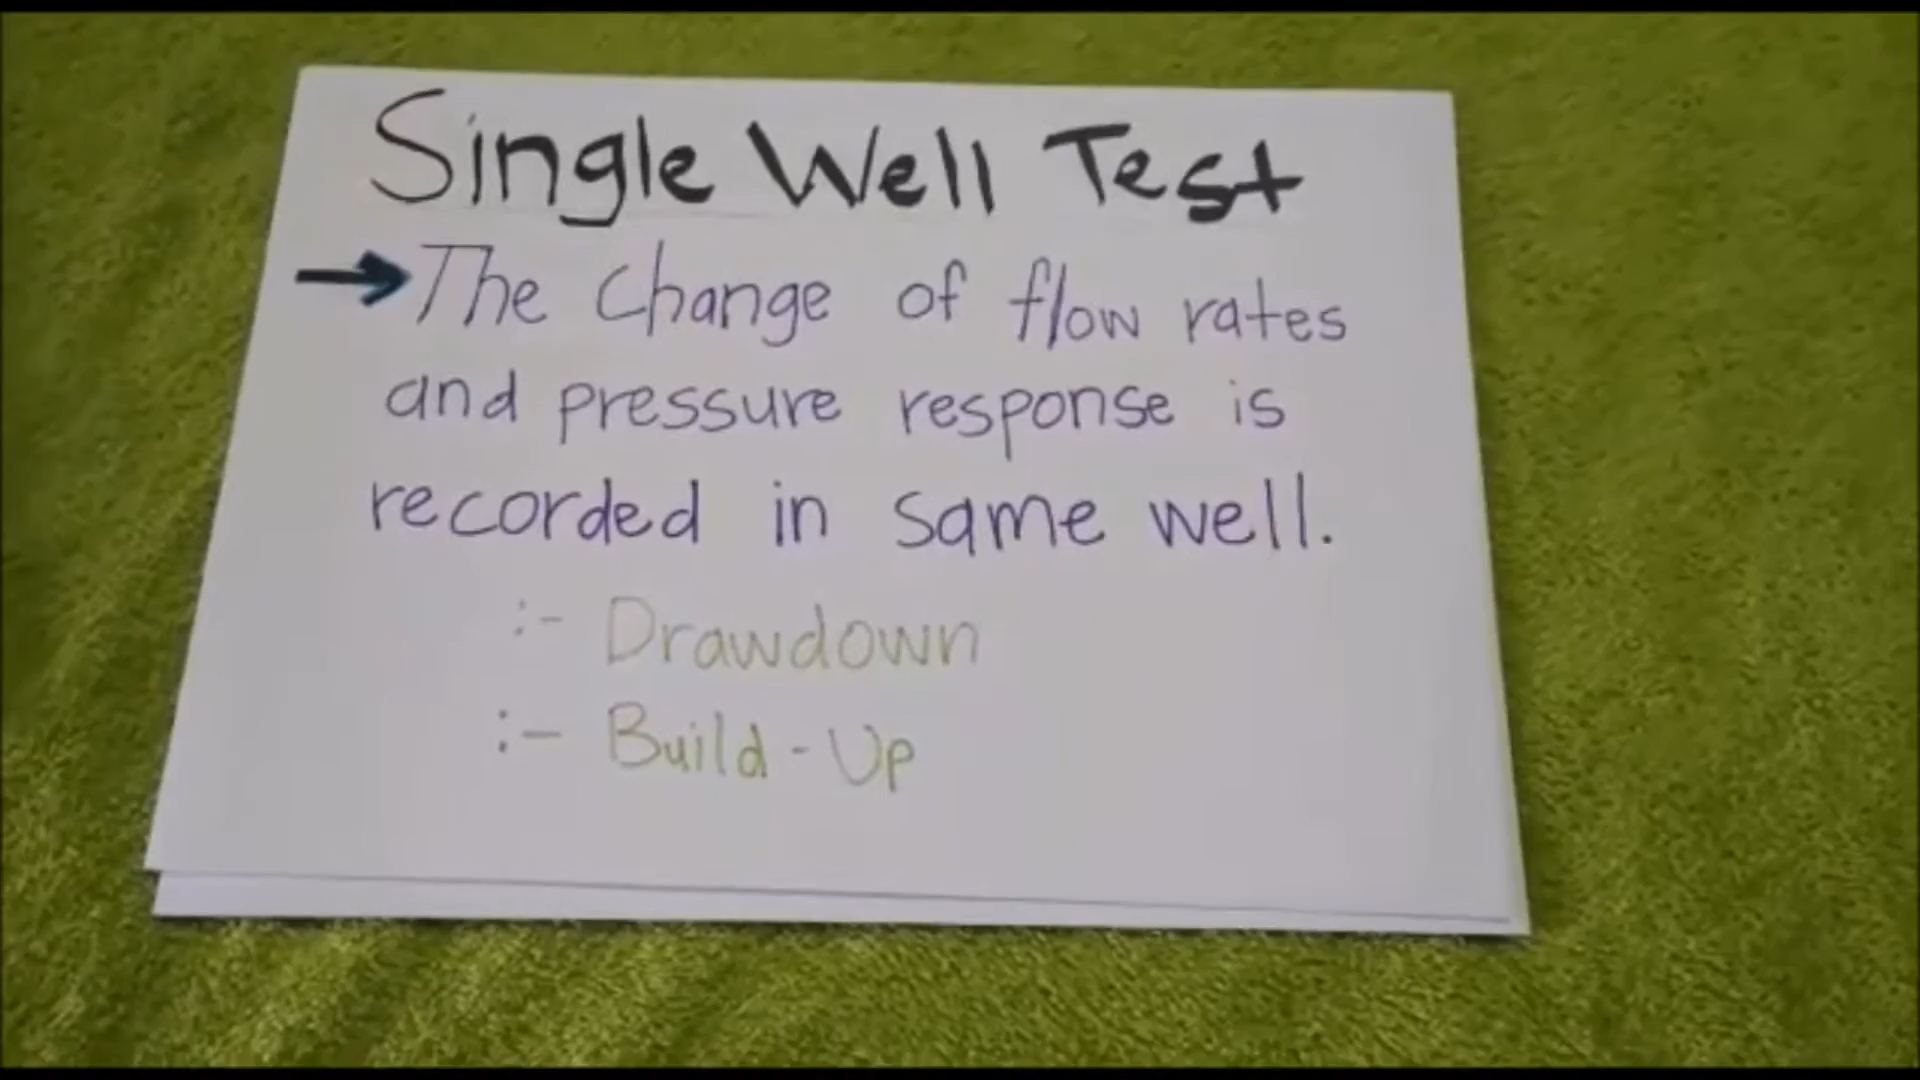 Single Well Test
→ The Change of flow rates
and pressure response is
recorded in same well.
:- Drawdown
:- Build-Up